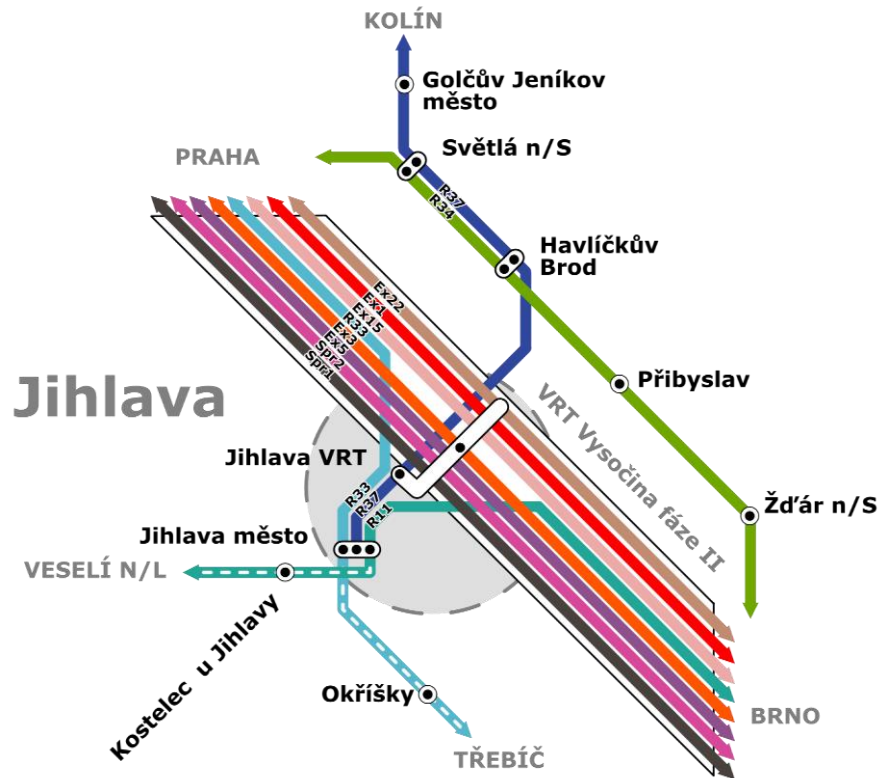 KOLÍN
Golčův Jeníkov
město
PRAHA
Světlá n/S
R37
R34
Havlíčkův
Brod
Ex22
Ex1
Ex15
R33
Ex3
Ex5
Spr2
Spr1
Přibyslav
Jihlava
VRT Vysočina fáze II
Jihlava VRT
R33
R37
R11
Žďár n/S
Jihlava město
VESELÍ N/L
Kostelec u Jihlavy
Okříšky
BRNO
TŘEBÍČ